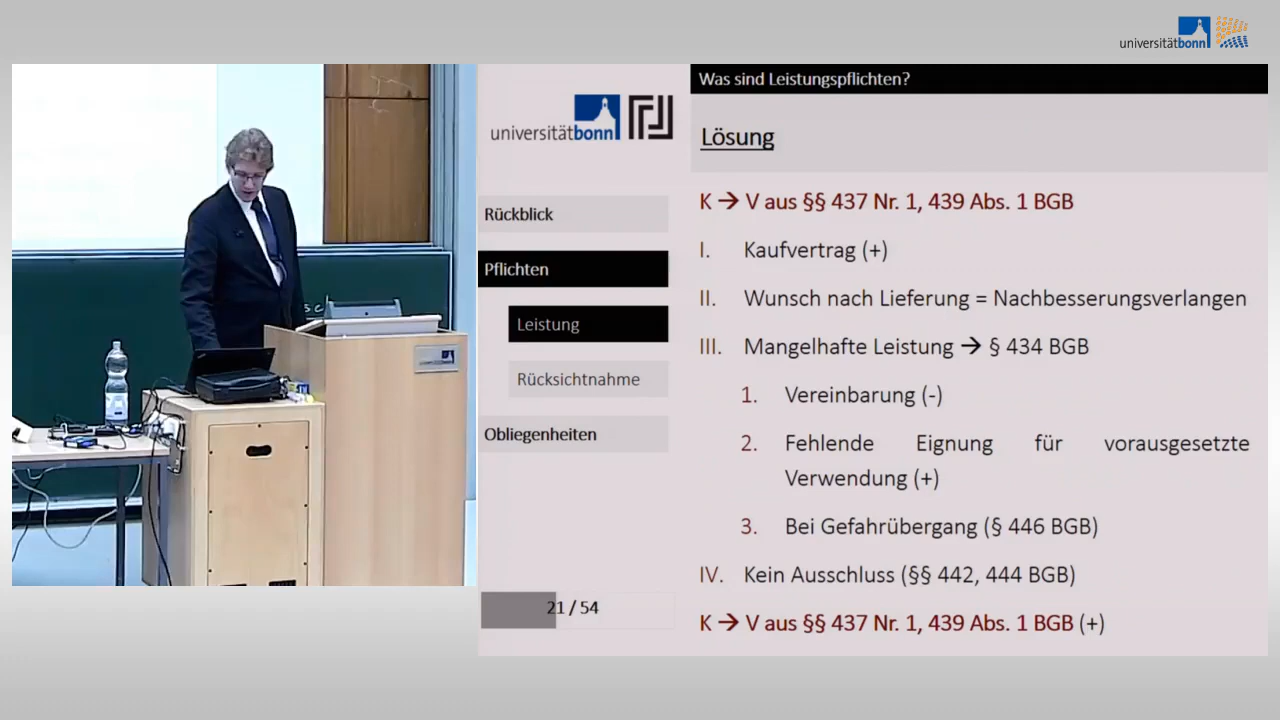 universitätbonn
universitätbonn
Rückblick
Pflichten
Leistung
Rücksichtnahme
Obliegenheiten
21 / 54
Was sind Leistungspflichten?
Lösung
K → V aus §§ 437 Nr. 1, 439 Abs. 1 BGB
I. Kaufvertrag (+)
II. Wunsch nach Lieferung = Nachbesserungsverlangen
III. Mangelhafte Leistung → § 434 BGB
1. Vereinbarung (-)
2. Fehlende Eignung für vorausgesetzte
Verwendung (+)
3. Bei Gefahrübergang (§ 446 BGB)
IV. Kein Ausschluss (§§ 442, 444 BGB)
K → V aus §§ 437 Nr. 1, 439 Abs. 1 BGB (+)